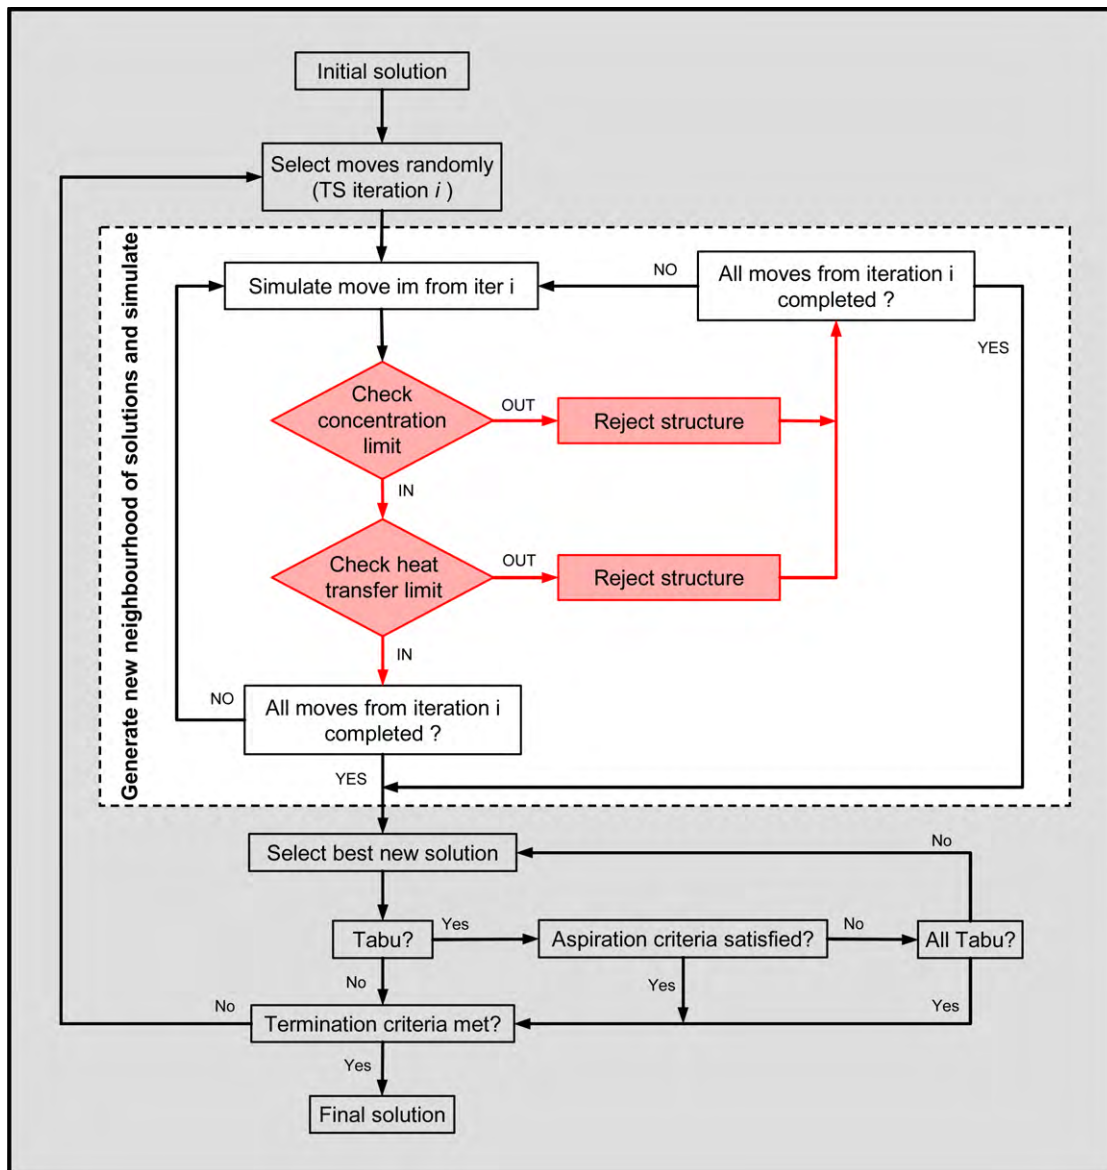 Initial solution
Select moves randomly
(TS iteration i )
Generate new neighbourhood of solutions and simulate
Simulate move im from iter i
NO
All moves from iteration i
completed ?
YES
Check
concentration
limit
OUT
Reject structure
IN
Check heat
transfer limit
OUT
Reject structure
IN
NO
All moves from iteration i
completed ?
YES
Select best new solution
No
Tabu?
Yes
Aspiration criteria satisfied?
No
All Tabu?
No
Yes
Yes
No
Termination criteria met?
Yes
Final solution